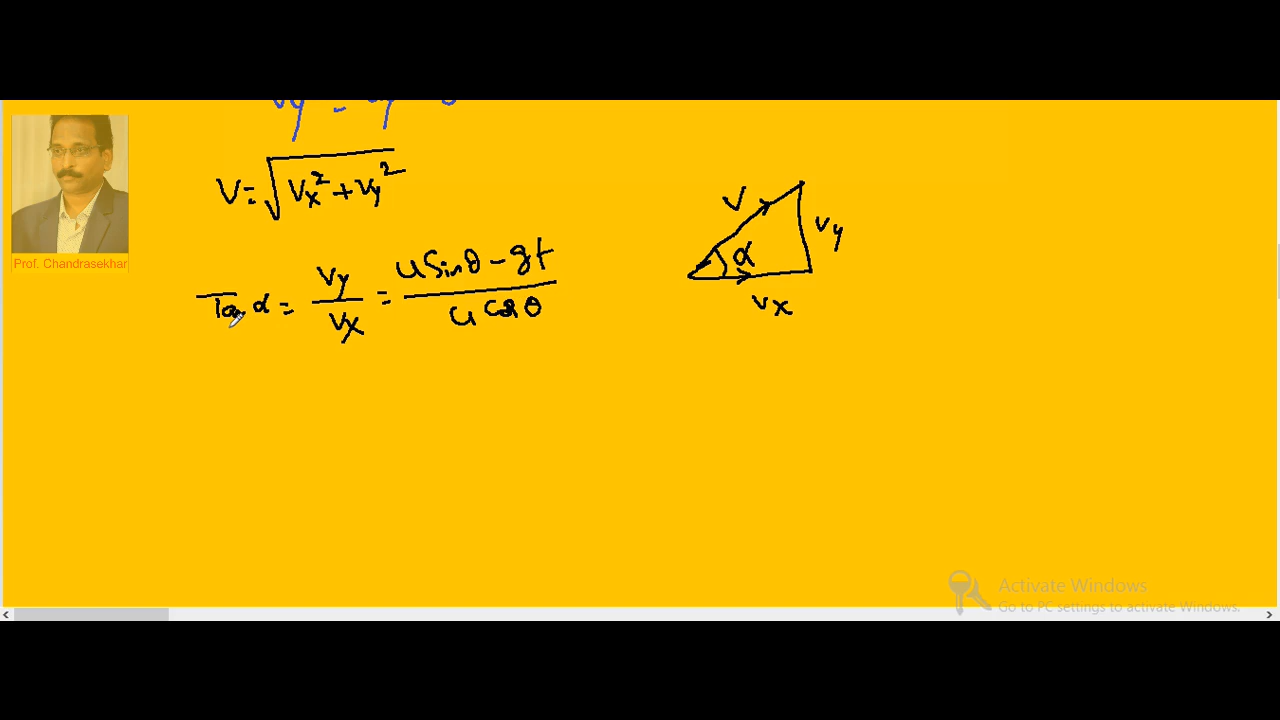 V = √(Vx² + Vy²)
V
Vy
α
Vx
Tan α = Vy/Vx = (u Sinθ - gt)/(u Cos θ)
Prof. Chandrasekhar
Activate Windows
Go to PC settings to activate Windows.